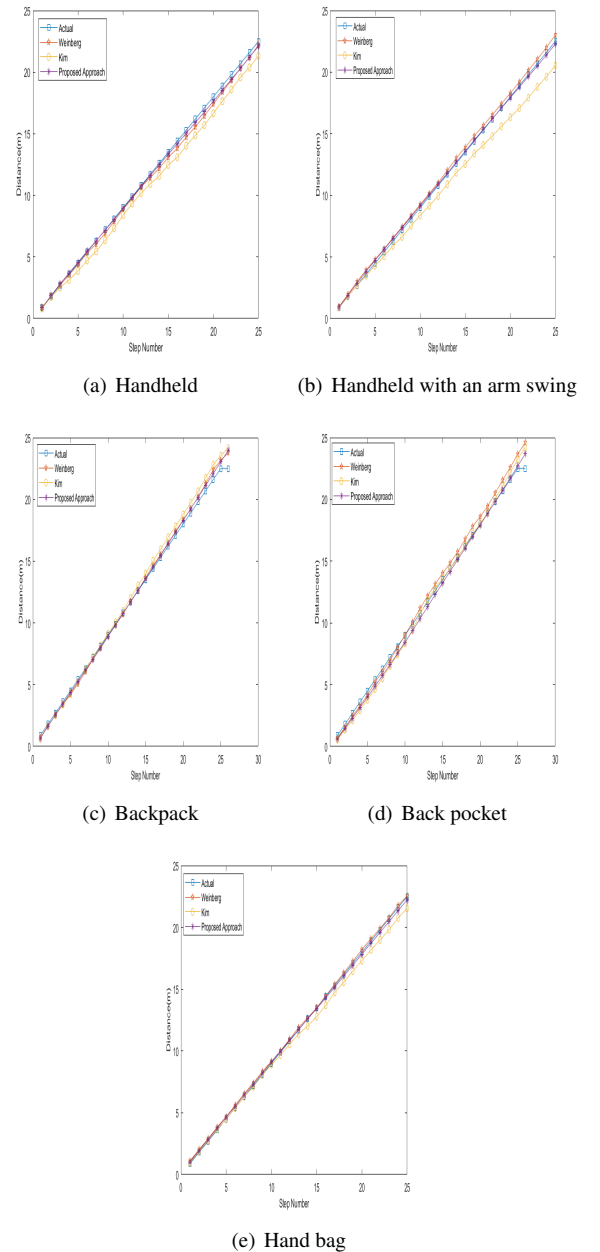 25
Actual
Weinberg
Kim
Proposed Approach
20
15
Distance(m)
10
5
0
0 5 10 15 20 25
Step Number
(a) Handheld
25
Actual
Weinberg
Kim
Proposed Approach
20
15
Distance(m)
10
5
0
0 5 10 15 20 25
Step Number
(b) Handheld with an arm swing
25
Actual
Weinberg
Kim
Proposed Approach
20
15
Distance(m)
10
5
0
0 5 10 15 20 25 30
Step Number
(c) Backpack
25
Actual
Weinberg
Kim
Proposed Approach
20
15
Distance(m)
10
5
0
0 5 10 15 20 25 30
Step Number
(d) Back pocket
25
Actual
Weinberg
Kim
Proposed Approach
20
15
Distance(m)
10
5
0
0 5 10 15 20 25
Step Number
(e) Hand bag